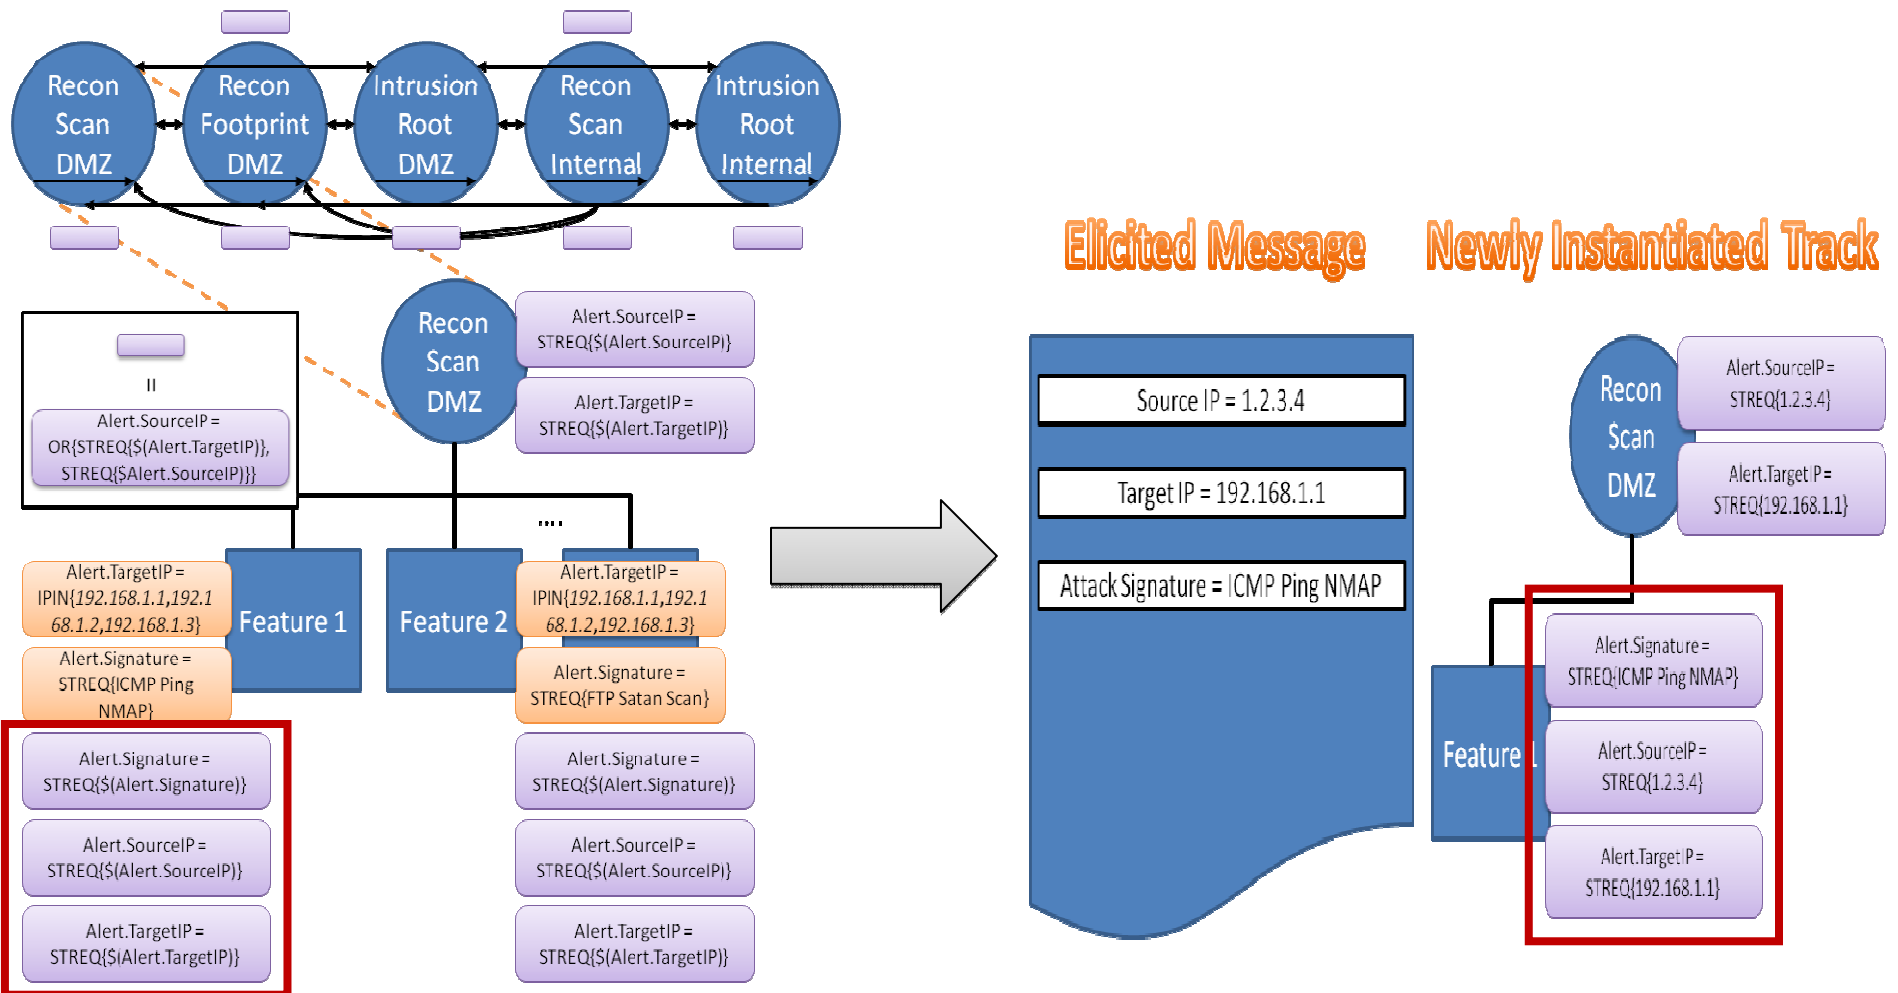 Recon
Scan
DMZ
Recon
Footprint
DMZ
Intrusion
Root
DMZ
Recon
Scan
Internal
Intrusion
Root
Internal
=
Alert.SourceIP =
OR{STREQ{$(Alert.TargetIP)},
STREQ{$Alert.SourceIP)}}
Recon
Scan
DMZ
Alert.SourceIP =
STREQ{$(Alert.SourceIP)}
Alert.TargetIP =
STREQ{$(Alert.TargetIP)}
....
Alert.TargetIP =
IPIN{192.168.1.1,192.1
68.1.2,192.168.1.3}
Alert.Signature =
STREQ{ICMP Ping
NMAP}
Feature 1
Feature 2
Alert.TargetIP =
IPIN{192.168.1.1,192.1
68.1.2,192.168.1.3}
Alert.Signature =
STREQ{FTP Satan Scan}
Alert.Signature =
STREQ{$(Alert.Signature)}
Alert.SourceIP =
STREQ{$(Alert.SourceIP)}
Alert.TargetIP =
STREQ{$(Alert.TargetIP)}
Alert.Signature =
STREQ{$(Alert.Signature)}
Alert.SourceIP =
STREQ{$(Alert.SourceIP)}
Alert.TargetIP =
STREQ{$(Alert.TargetIP)}
Elicited Message
Source IP = 1.2.3.4
Target IP = 192.168.1.1
Attack Signature = ICMP Ping NMAP
Newly Instantiated Track
Recon
Scan
DMZ
Alert.SourceIP =
STREQ{1.2.3.4}
Alert.TargetIP =
STREQ{192.168.1.1}
Feature 1
Alert.Signature =
STREQ{ICMP Ping NMAP}
Alert.SourceIP =
STREQ{1.2.3.4}
Alert.TargetIP =
STREQ{192.168.1.1}